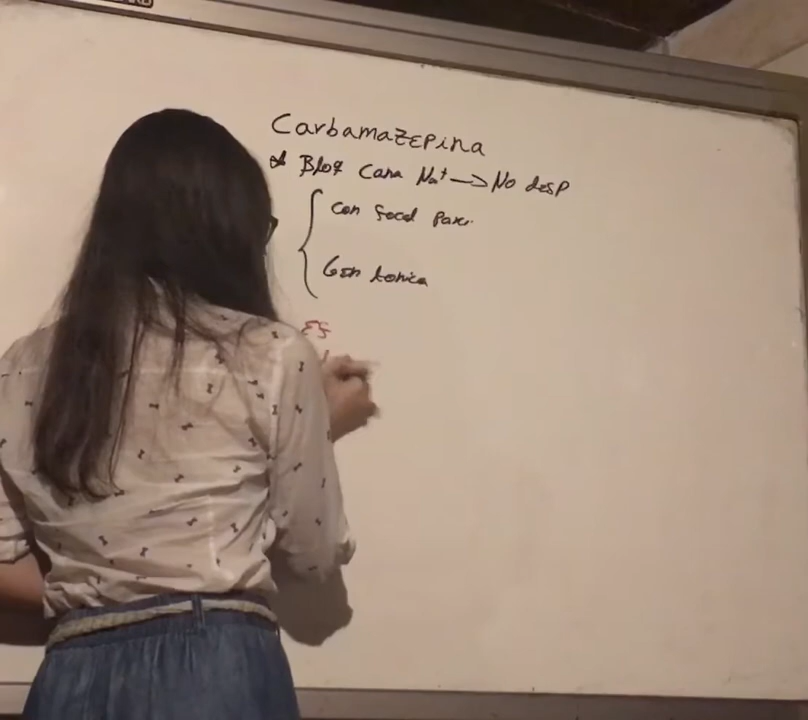 Carbamazepina
Bloq Cana Na⁺ → No desp
Con focal Parc.
Gen tonica